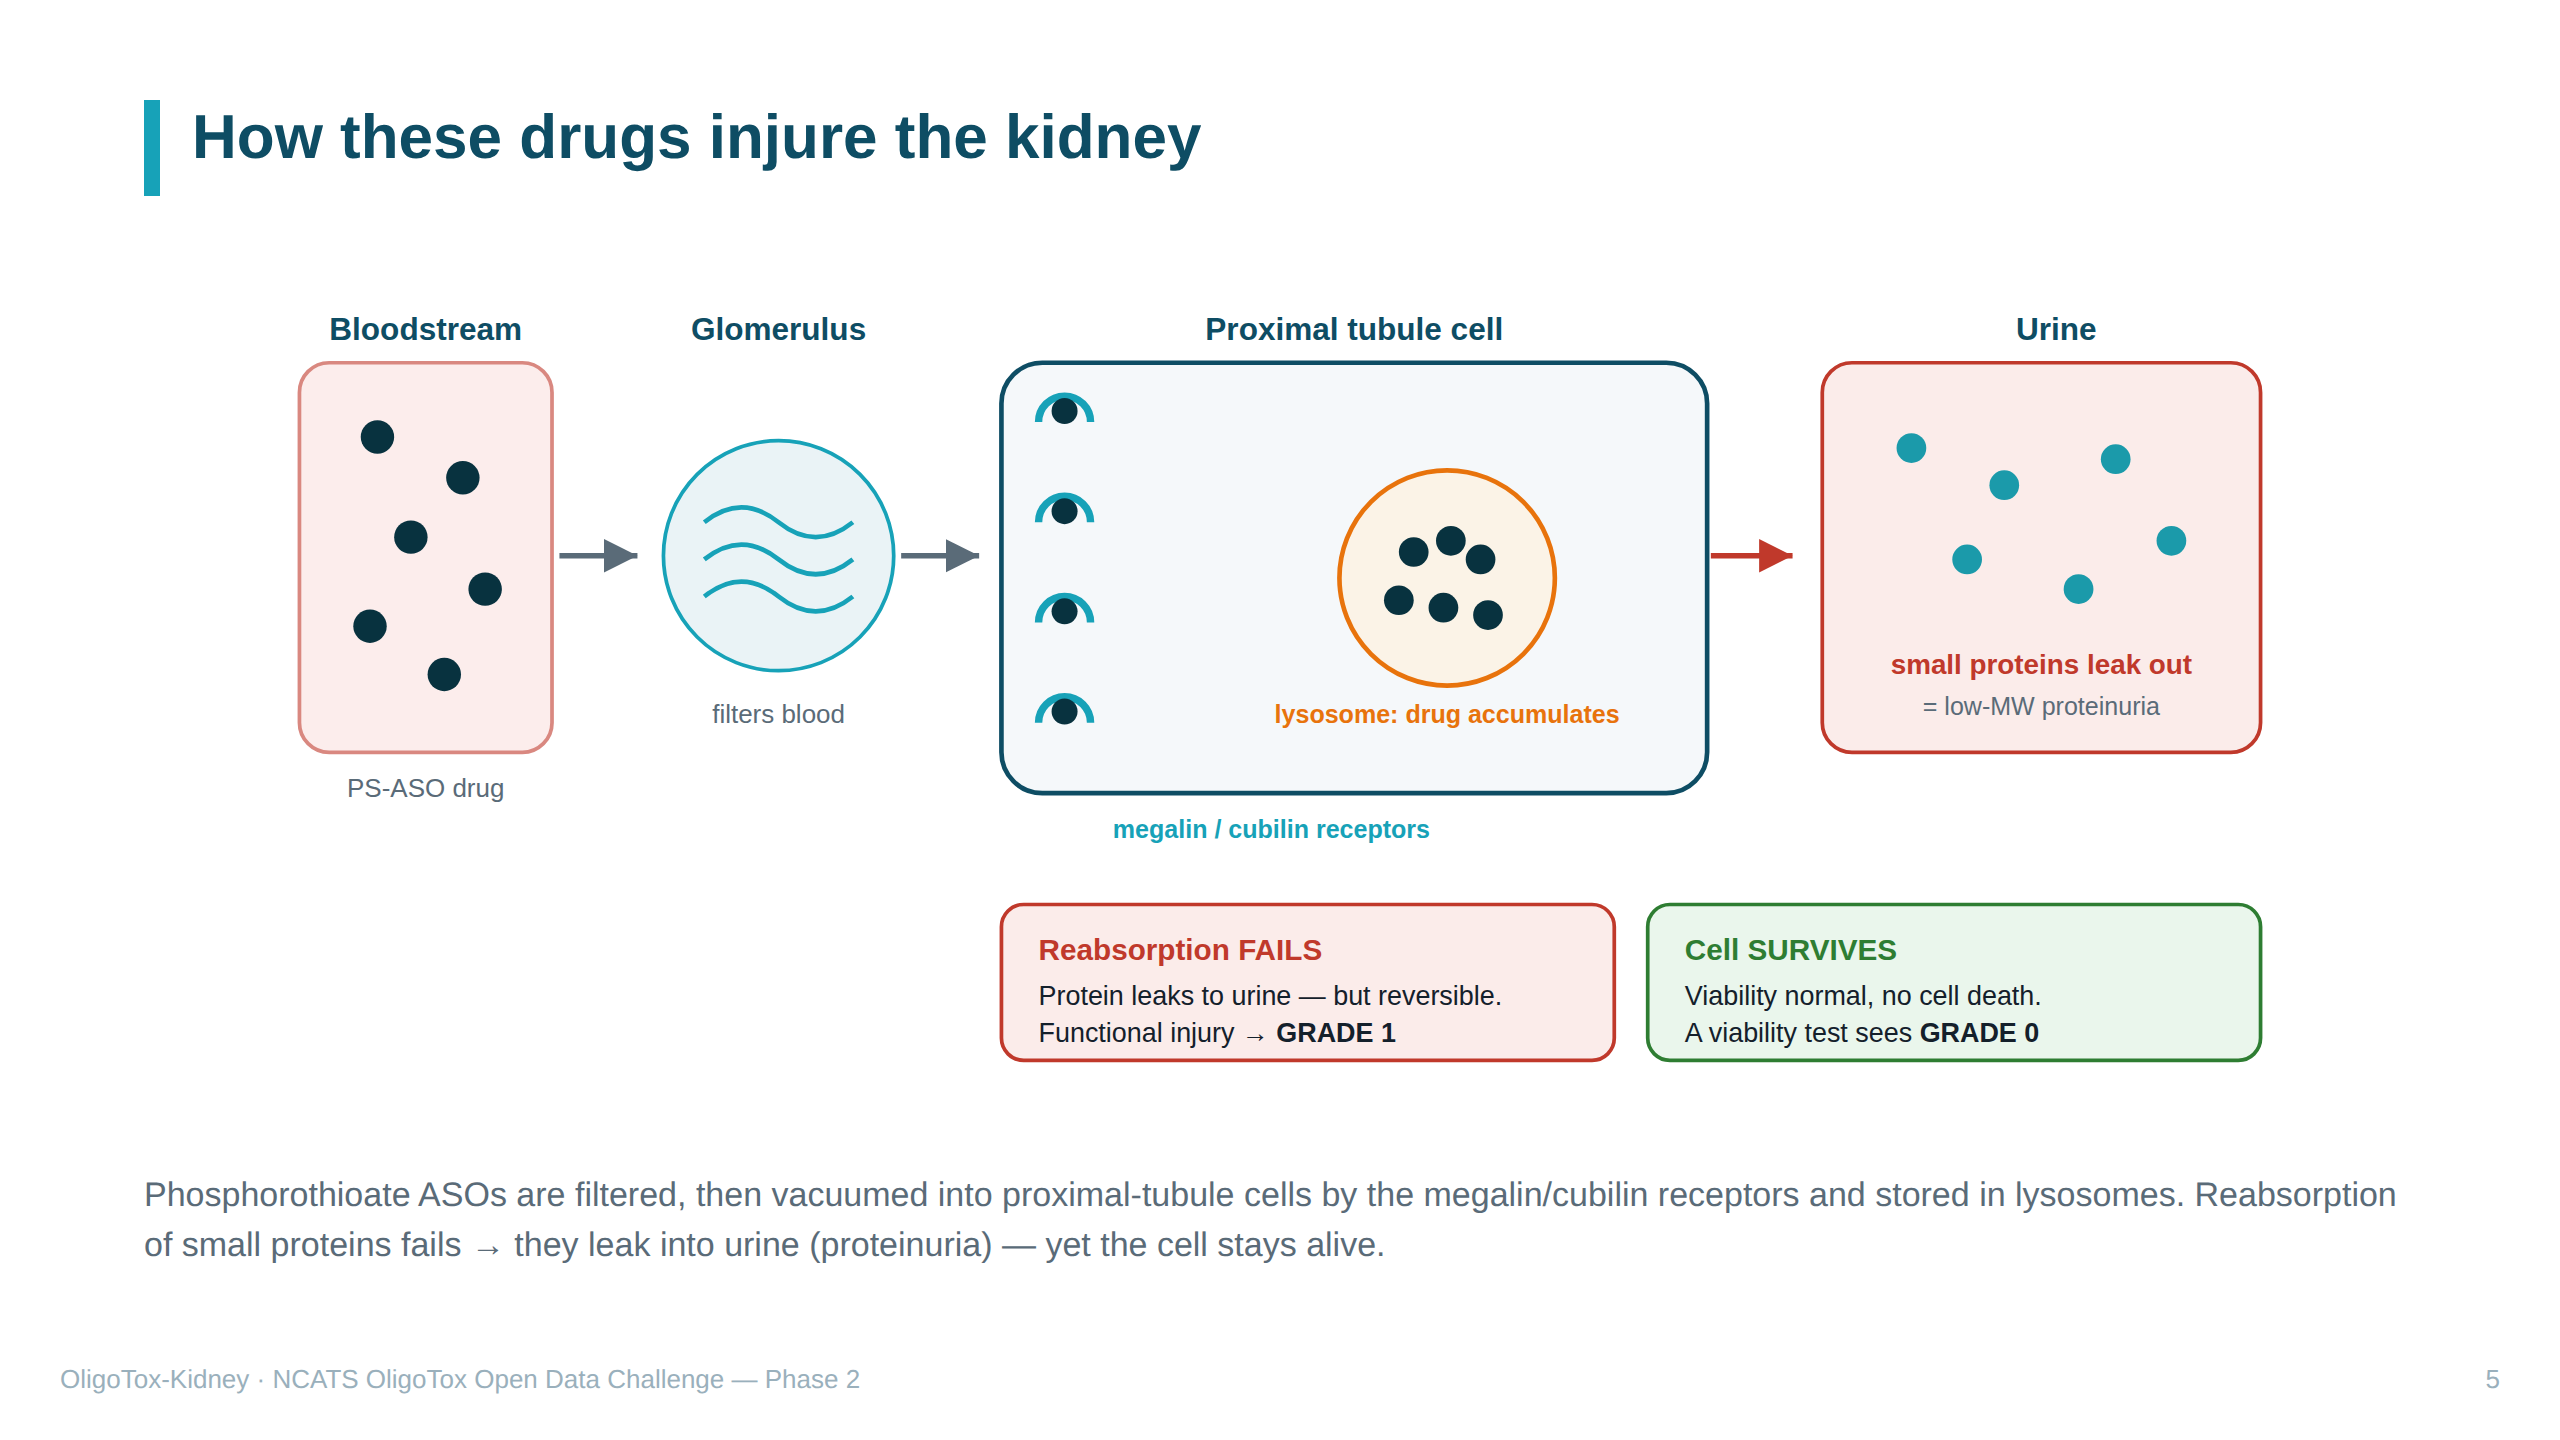 How these drugs injure the kidney
Bloodstream
Glomerulus
Proximal tubule cell
Urine
small proteins leak out
= low-MW proteinuria
filters blood
lysosome: drug accumulates
PS-ASO drug
megalin / cubilin receptors
Reabsorption FAILS
Protein leaks to urine — but reversible.
Functional injury → GRADE 1
Cell SURVIVES
Viability normal, no cell death.
A viability test sees GRADE 0
Phosphorothioate ASOs are filtered, then vacuumed into proximal-tubule cells by the megalin/cubilin receptors and stored in lysosomes. Reabsorption
of small proteins fails → they leak into urine (proteinuria) — yet the cell stays alive.
OligoTox-Kidney · NCATS OligoTox Open Data Challenge — Phase 2
5